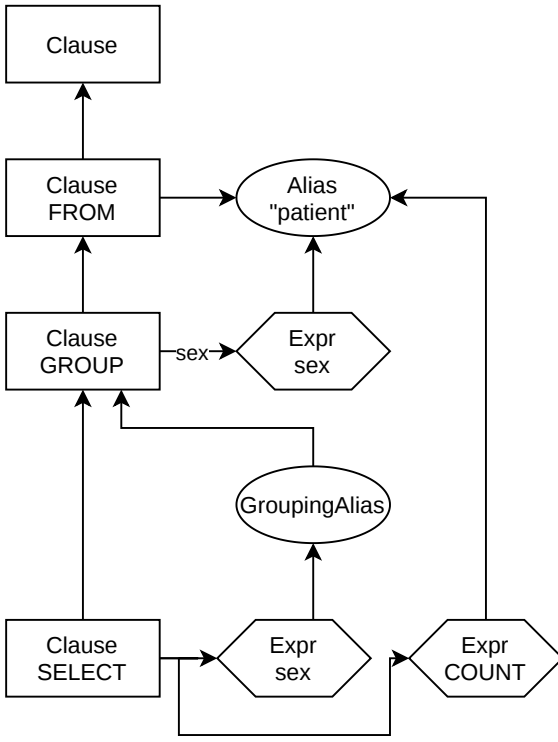 Clause
Clause
FROM
Alias
"patient"
Clause
GROUP
sex
Expr
sex
GroupingAlias
Clause
SELECT
Expr
sex
Expr
COUNT